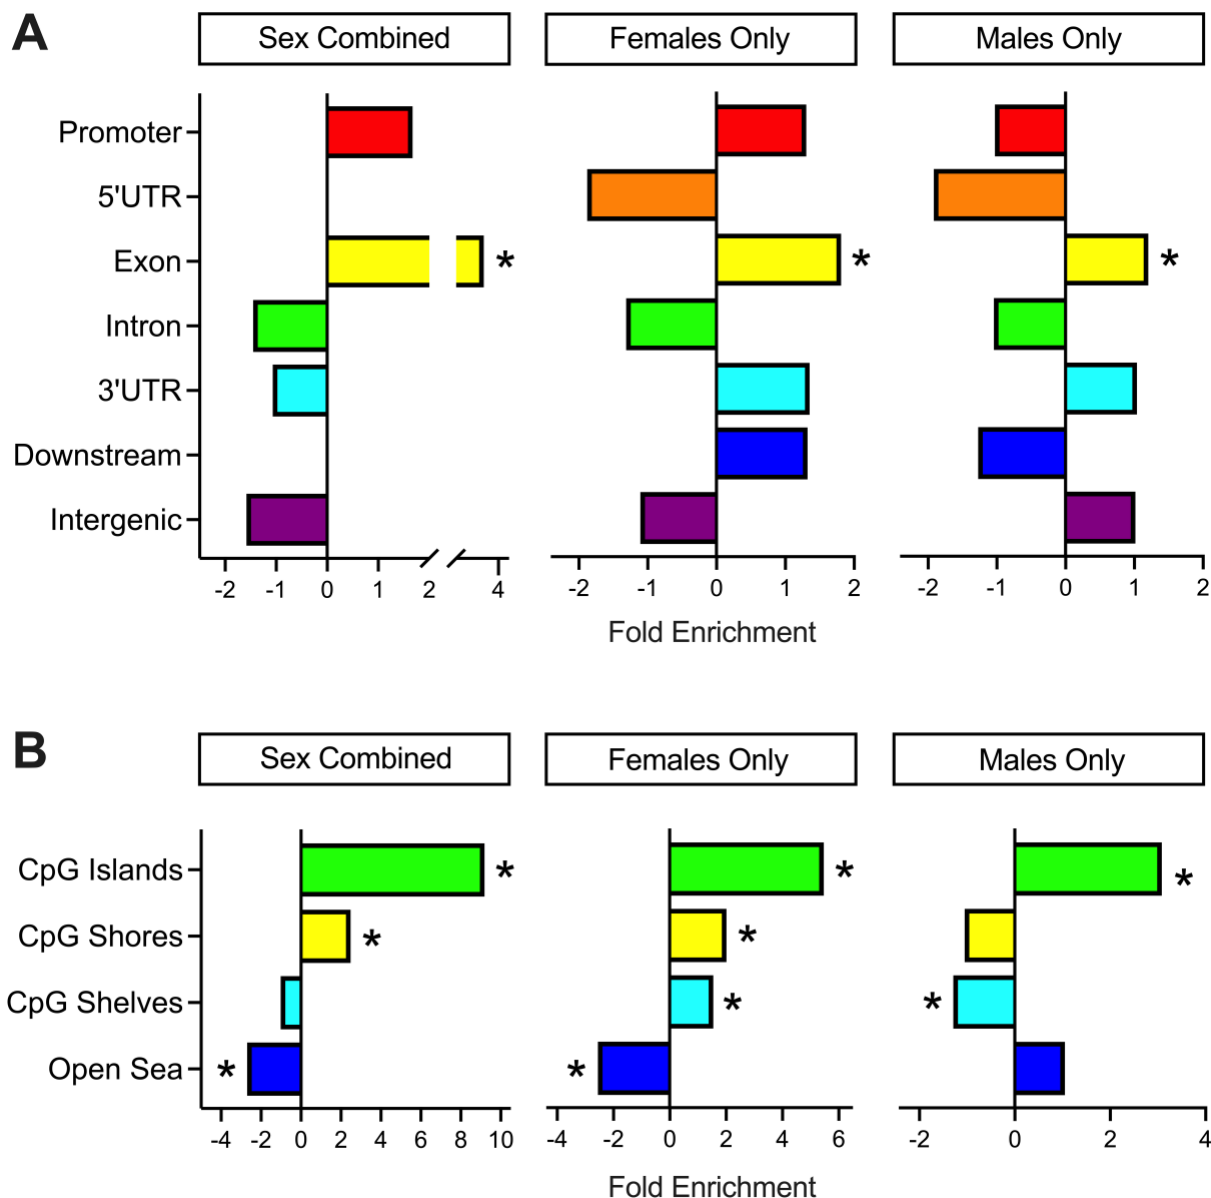 A
Sex Combined Females Only Males Only
Promoter
5'UTR
Exon * * *
Intron
3'UTR
Downstream
Intergenic
-2 -1 0 1 2 4 -2 -1 0 1 2 -2 -1 0 1 2
Fold Enrichment
B
Sex Combined Females Only Males Only
CpG Islands * * *
CpG Shores * *
CpG Shelves * *
Open Sea * *
-4 -2 0 2 4 6 8 10 -4 -2 0 2 4 6 -2 0 2 4
Fold Enrichment